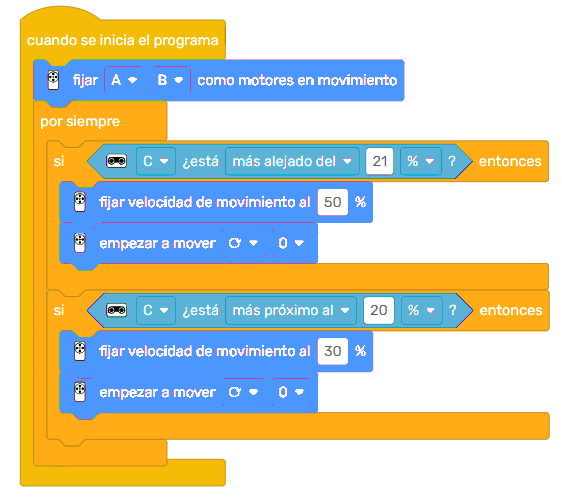 cuando se inicia el programa
fijar A B como motores en movimiento
por siempre
si C ¿está más alejado del 21 % ? entonces
fijar velocidad de movimiento al 50 %
empezar a mover 0
si C ¿está más próximo al 20 % ? entonces
fijar velocidad de movimiento al 30 %
empezar a mover 0